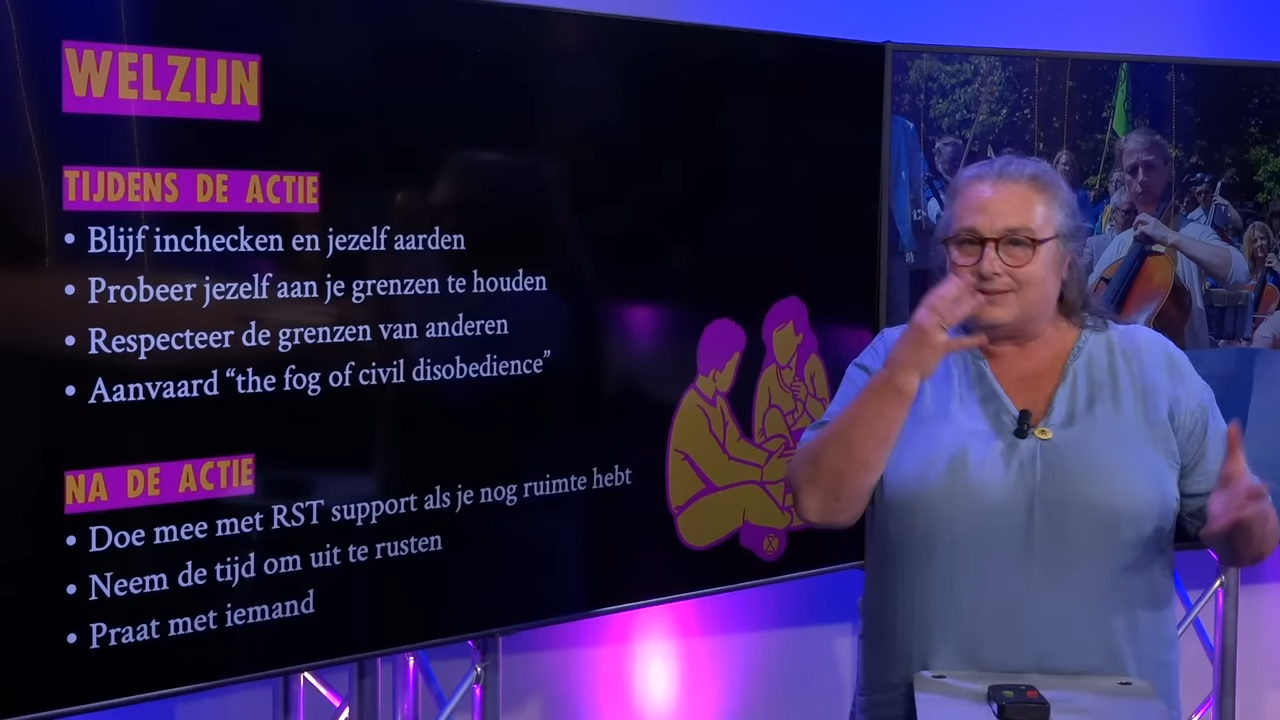 WELZIJN
TIJDENS DE ACTIE
• Blijf inchecken en jezelf aarden
• Probeer jezelf aan je grenzen te houden
• Respecteer de grenzen van anderen
• Aanvaard “the fog of civil disobedience”
NA DE ACTIE
• Doe mee met RST support als je nog ruimte hebt
• Neem de tijd om uit te rusten
• Praat met iemand